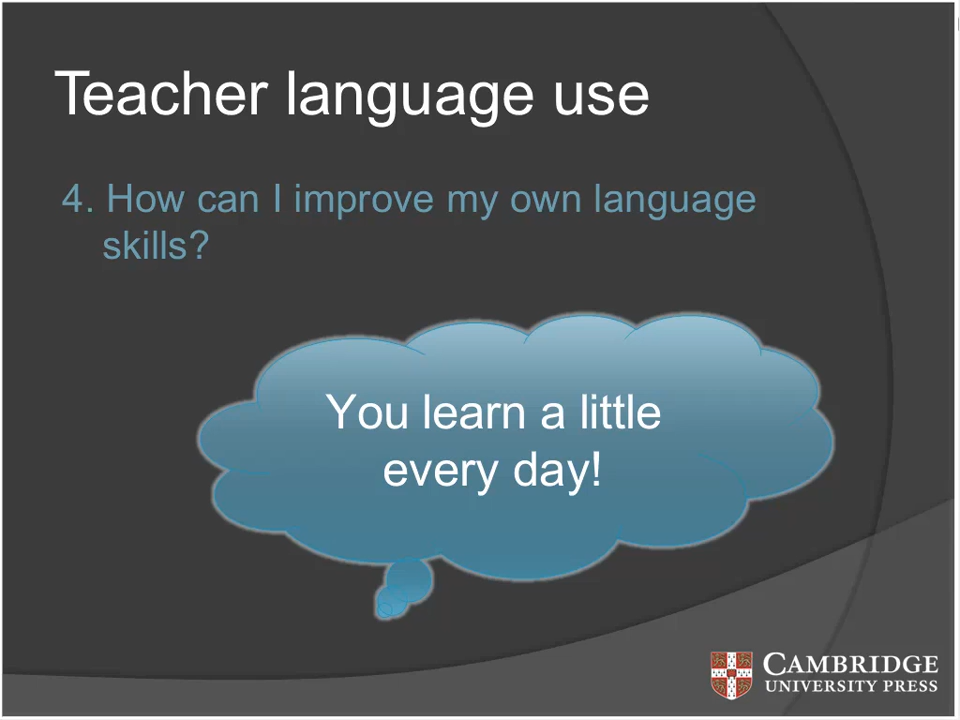 Teacher language use
4. How can I improve my own language
skills?
You learn a little
every day!
CAMBRIDGE
UNIVERSITY PRESS